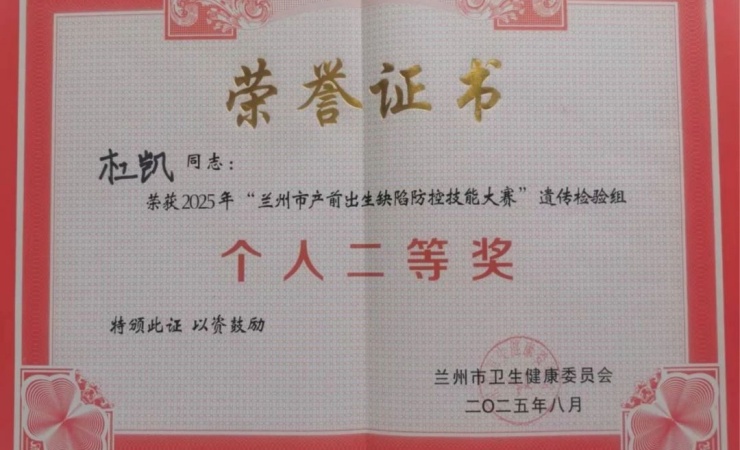 荣誉证书
杜凯 同志：
荣获2025年“兰州市产前出生缺陷防控技能大赛”遗传检验组
个人二等奖
特颁此证 以资鼓励
兰州市卫生健康委员会
二〇二五年八月